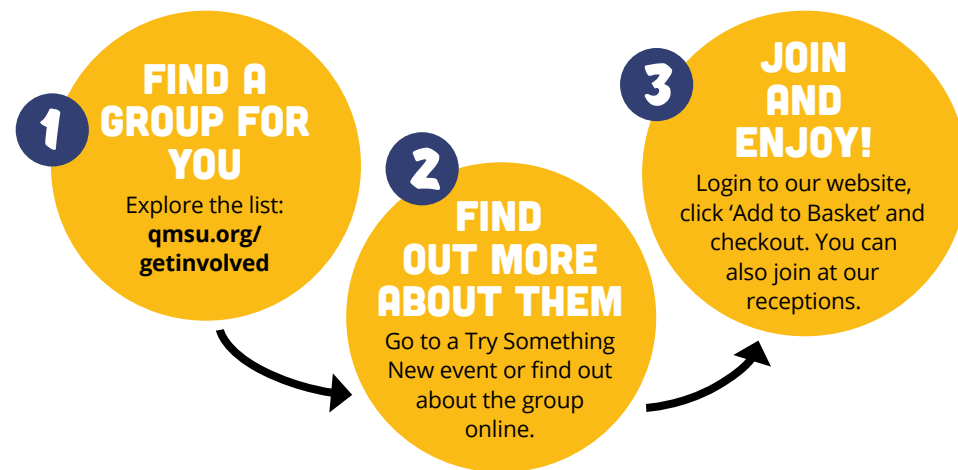 1
FIND A
GROUP FOR
YOU
Explore the list:
qmsu.org/
getinvolved
2
FIND
OUT MORE
ABOUT THEM
Go to a Try Something
New event or find out
about the group
online.
3
JOIN
AND
ENJOY!
Login to our website,
click ‘Add to Basket’ and
checkout. You can
also join at our
receptions.